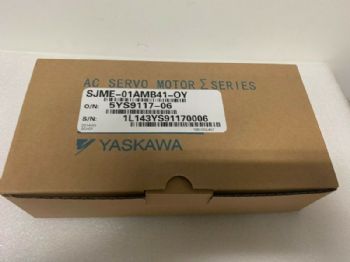 AC SERVO MOTOR Σ SERIES
SJME-01AMB41-OY
O/N: 5YS9117-06
S/N: 1L143YS91170006
YASKAWA